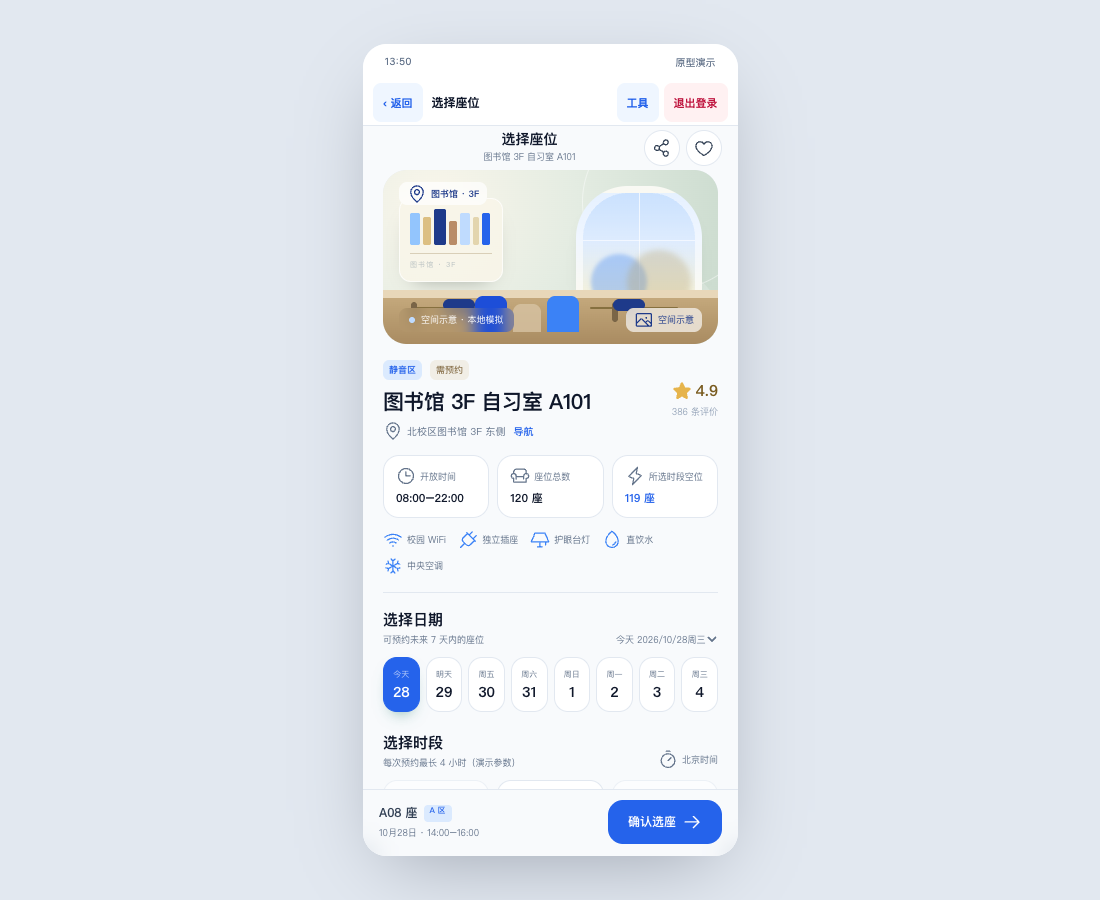 13:50
原型演示
‹ 返回
选择座位
工具
退出登录
选择座位
图书馆 3F 自习室 A101
图书馆 · 3F
图书馆 · 3F
空间示意 · 本地模拟
空间示意
静音区
需预约
图书馆 3F 自习室 A101
4.9
386 条评价
北校区图书馆 3F 东侧
导航
开放时间
08:00—22:00
座位总数
120 座
所选时段空位
119 座
校园 WiFi
独立插座
护眼台灯
直饮水
中央空调
选择日期
可预约未来 7 天内的座位
今天 2026/10/28周三
今天
28
明天
29
周五
30
周六
31
周日
1
周一
2
周二
3
周三
4
选择时段
每次预约最长 4 小时（演示参数）
北京时间
A08 座
A 区
10月28日 · 14:00—16:00
确认选座